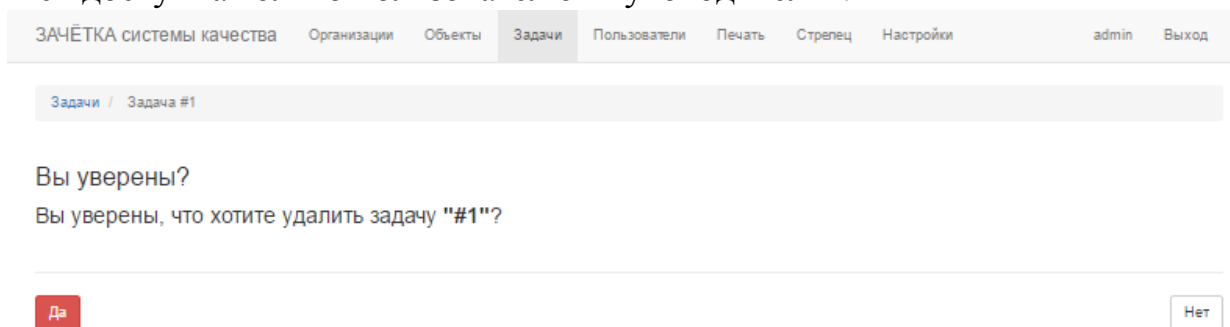 ЗАЧЁТКА системы качества Организации Объекты Задачи Пользователи Печать Стрелец Настройки admin Выход
Задачи / Задача #1
Вы уверены?
Вы уверены, что хотите удалить задачу "#1"?
Да Нет